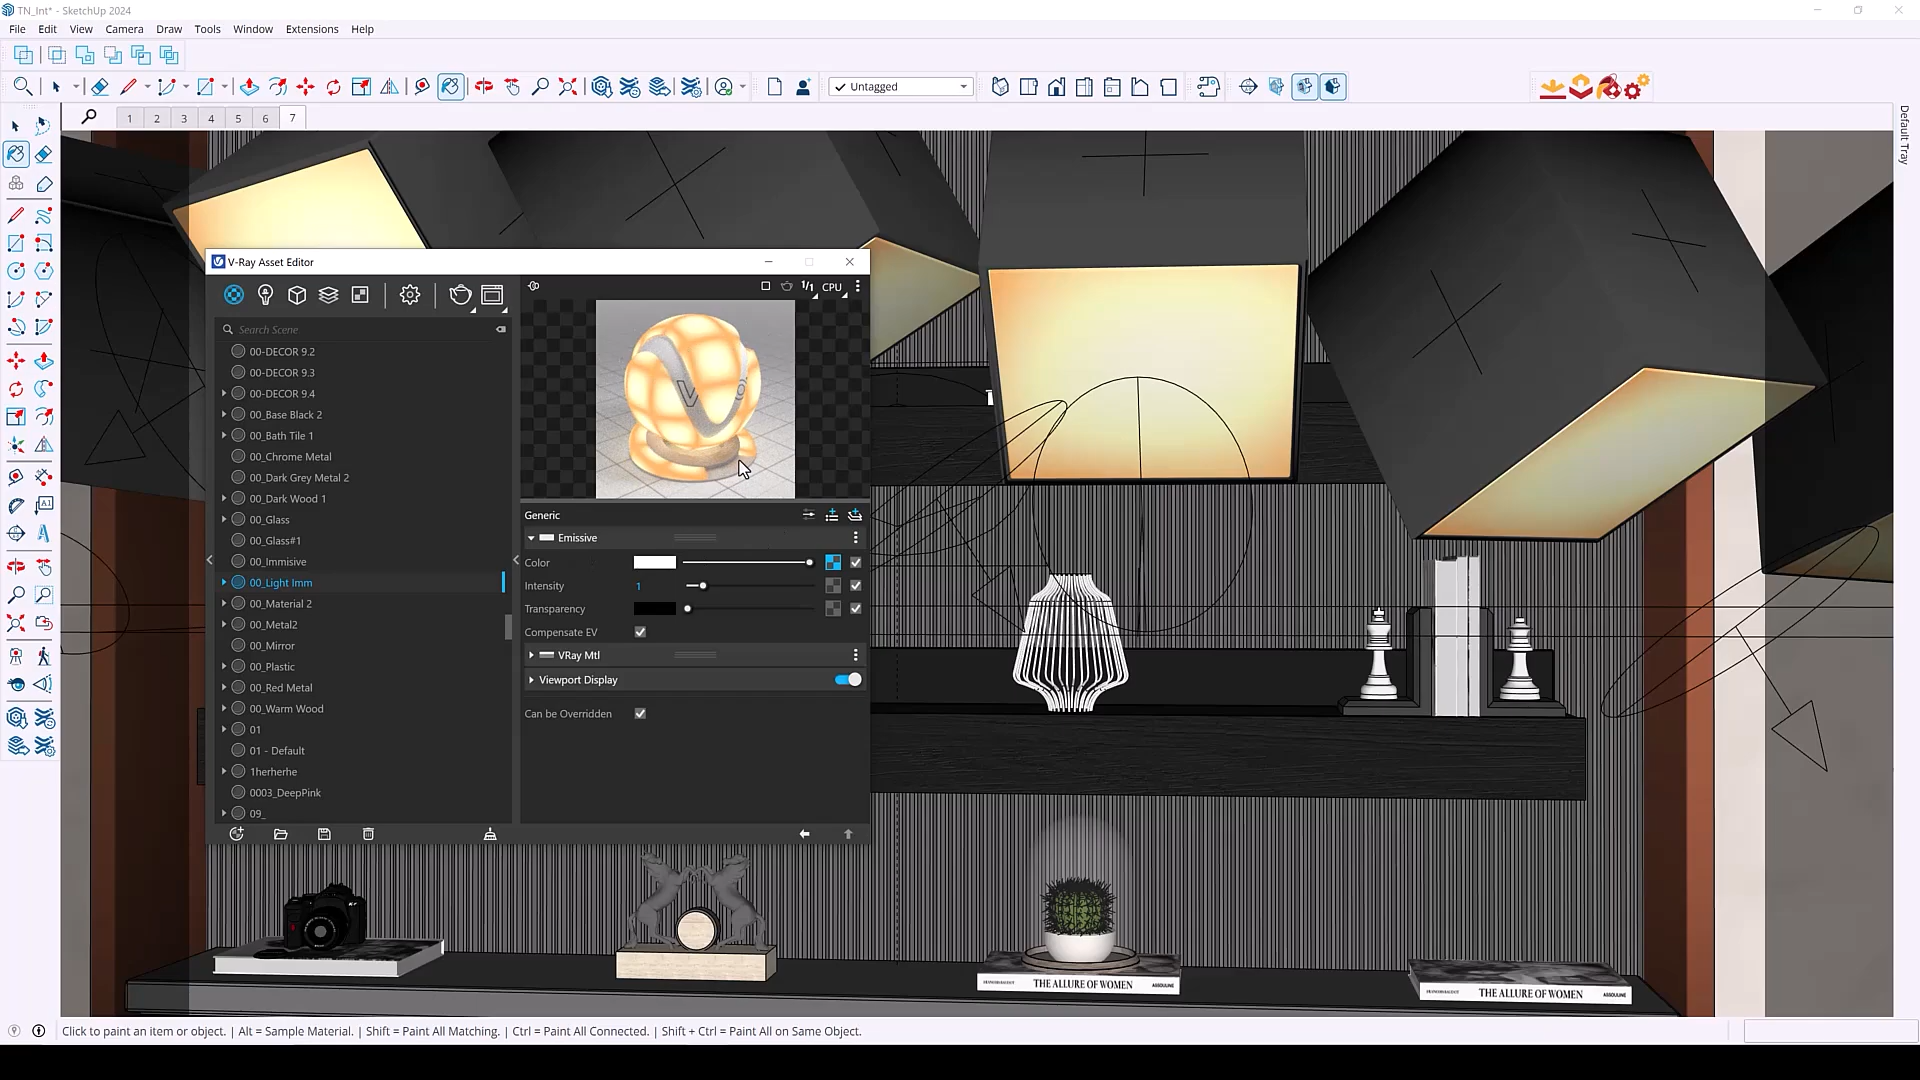 TN_Int* - SketchUp 2024
File Edit View Camera Draw Tools Window Extensions Help
Untagged
1 2 3 4 5 6 7
Default Tray
V-Ray Asset Editor
1/1 CPU
Search Scene
00-DECOR 9.2
00-DECOR 9.3
00-DECOR 9.4
00_Base Black 2
00_Bath Tile 1
00_Chrome Metal
00_Dark Grey Metal 2
00_Dark Wood 1
00_Glass
00_Glass#1
00_Immisive
00_Light Imm
00_Material 2
00_Metal2
00_Mirror
00_Plastic
00_Red Metal
00_Warm Wood
01
01 - Default
1herherhe
0003_DeepPink
09_
Generic
Emissive
Color
Intensity 1
Transparency
Compensate EV
VRay Mtl
Viewport Display
Can be Overridden
THE ALLURE OF WOMEN ASSOULINE
THE ALLURE OF WOMEN ASSOULINE
Click to paint an item or object. | Alt = Sample Material. | Shift = Paint All Matching. | Ctrl = Paint All Connected. | Shift + Ctrl = Paint All on Same Object.